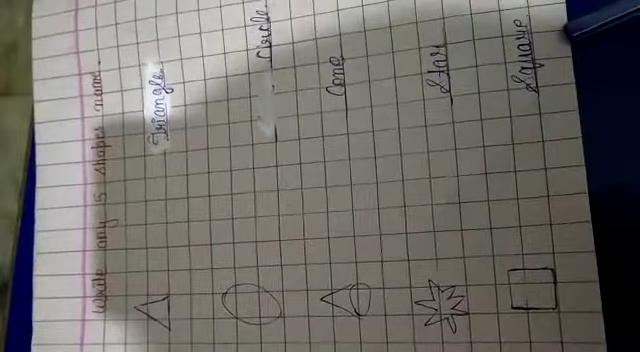 Write any 5 shapes name.
Triangle
Circle
Cone
Star
Square